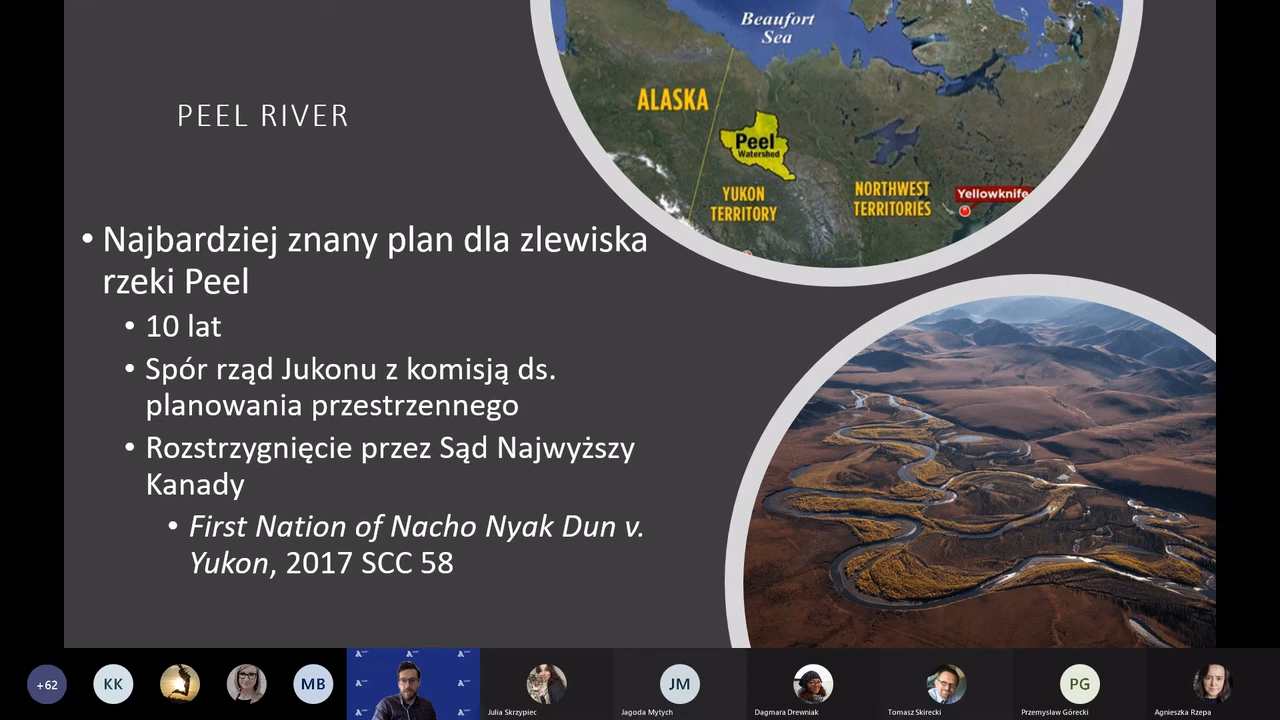 Beaufort
Sea
ALASKA
Peel
Watershed
YUKON
TERRITORY
NORTHWEST
TERRITORIES
Yellowknife
PEEL RIVER
• Najbardziej znany plan dla zlewiska
rzeki Peel
• 10 lat
• Spór rząd Jukonu z komisją ds.
planowania przestrzennego
• Rozstrzygnięcie przez Sąd Najwyższy
Kanady
• First Nation of Nacho Nyak Dun v.
Yukon, 2017 SCC 58
+62
KK
MB
Julia Skrzypiec
JM
Jagoda Mytych
Dagmara Drewniak
Tomasz Skirecki
PG
Przemysław Górecki
Agnieszka Rzepa